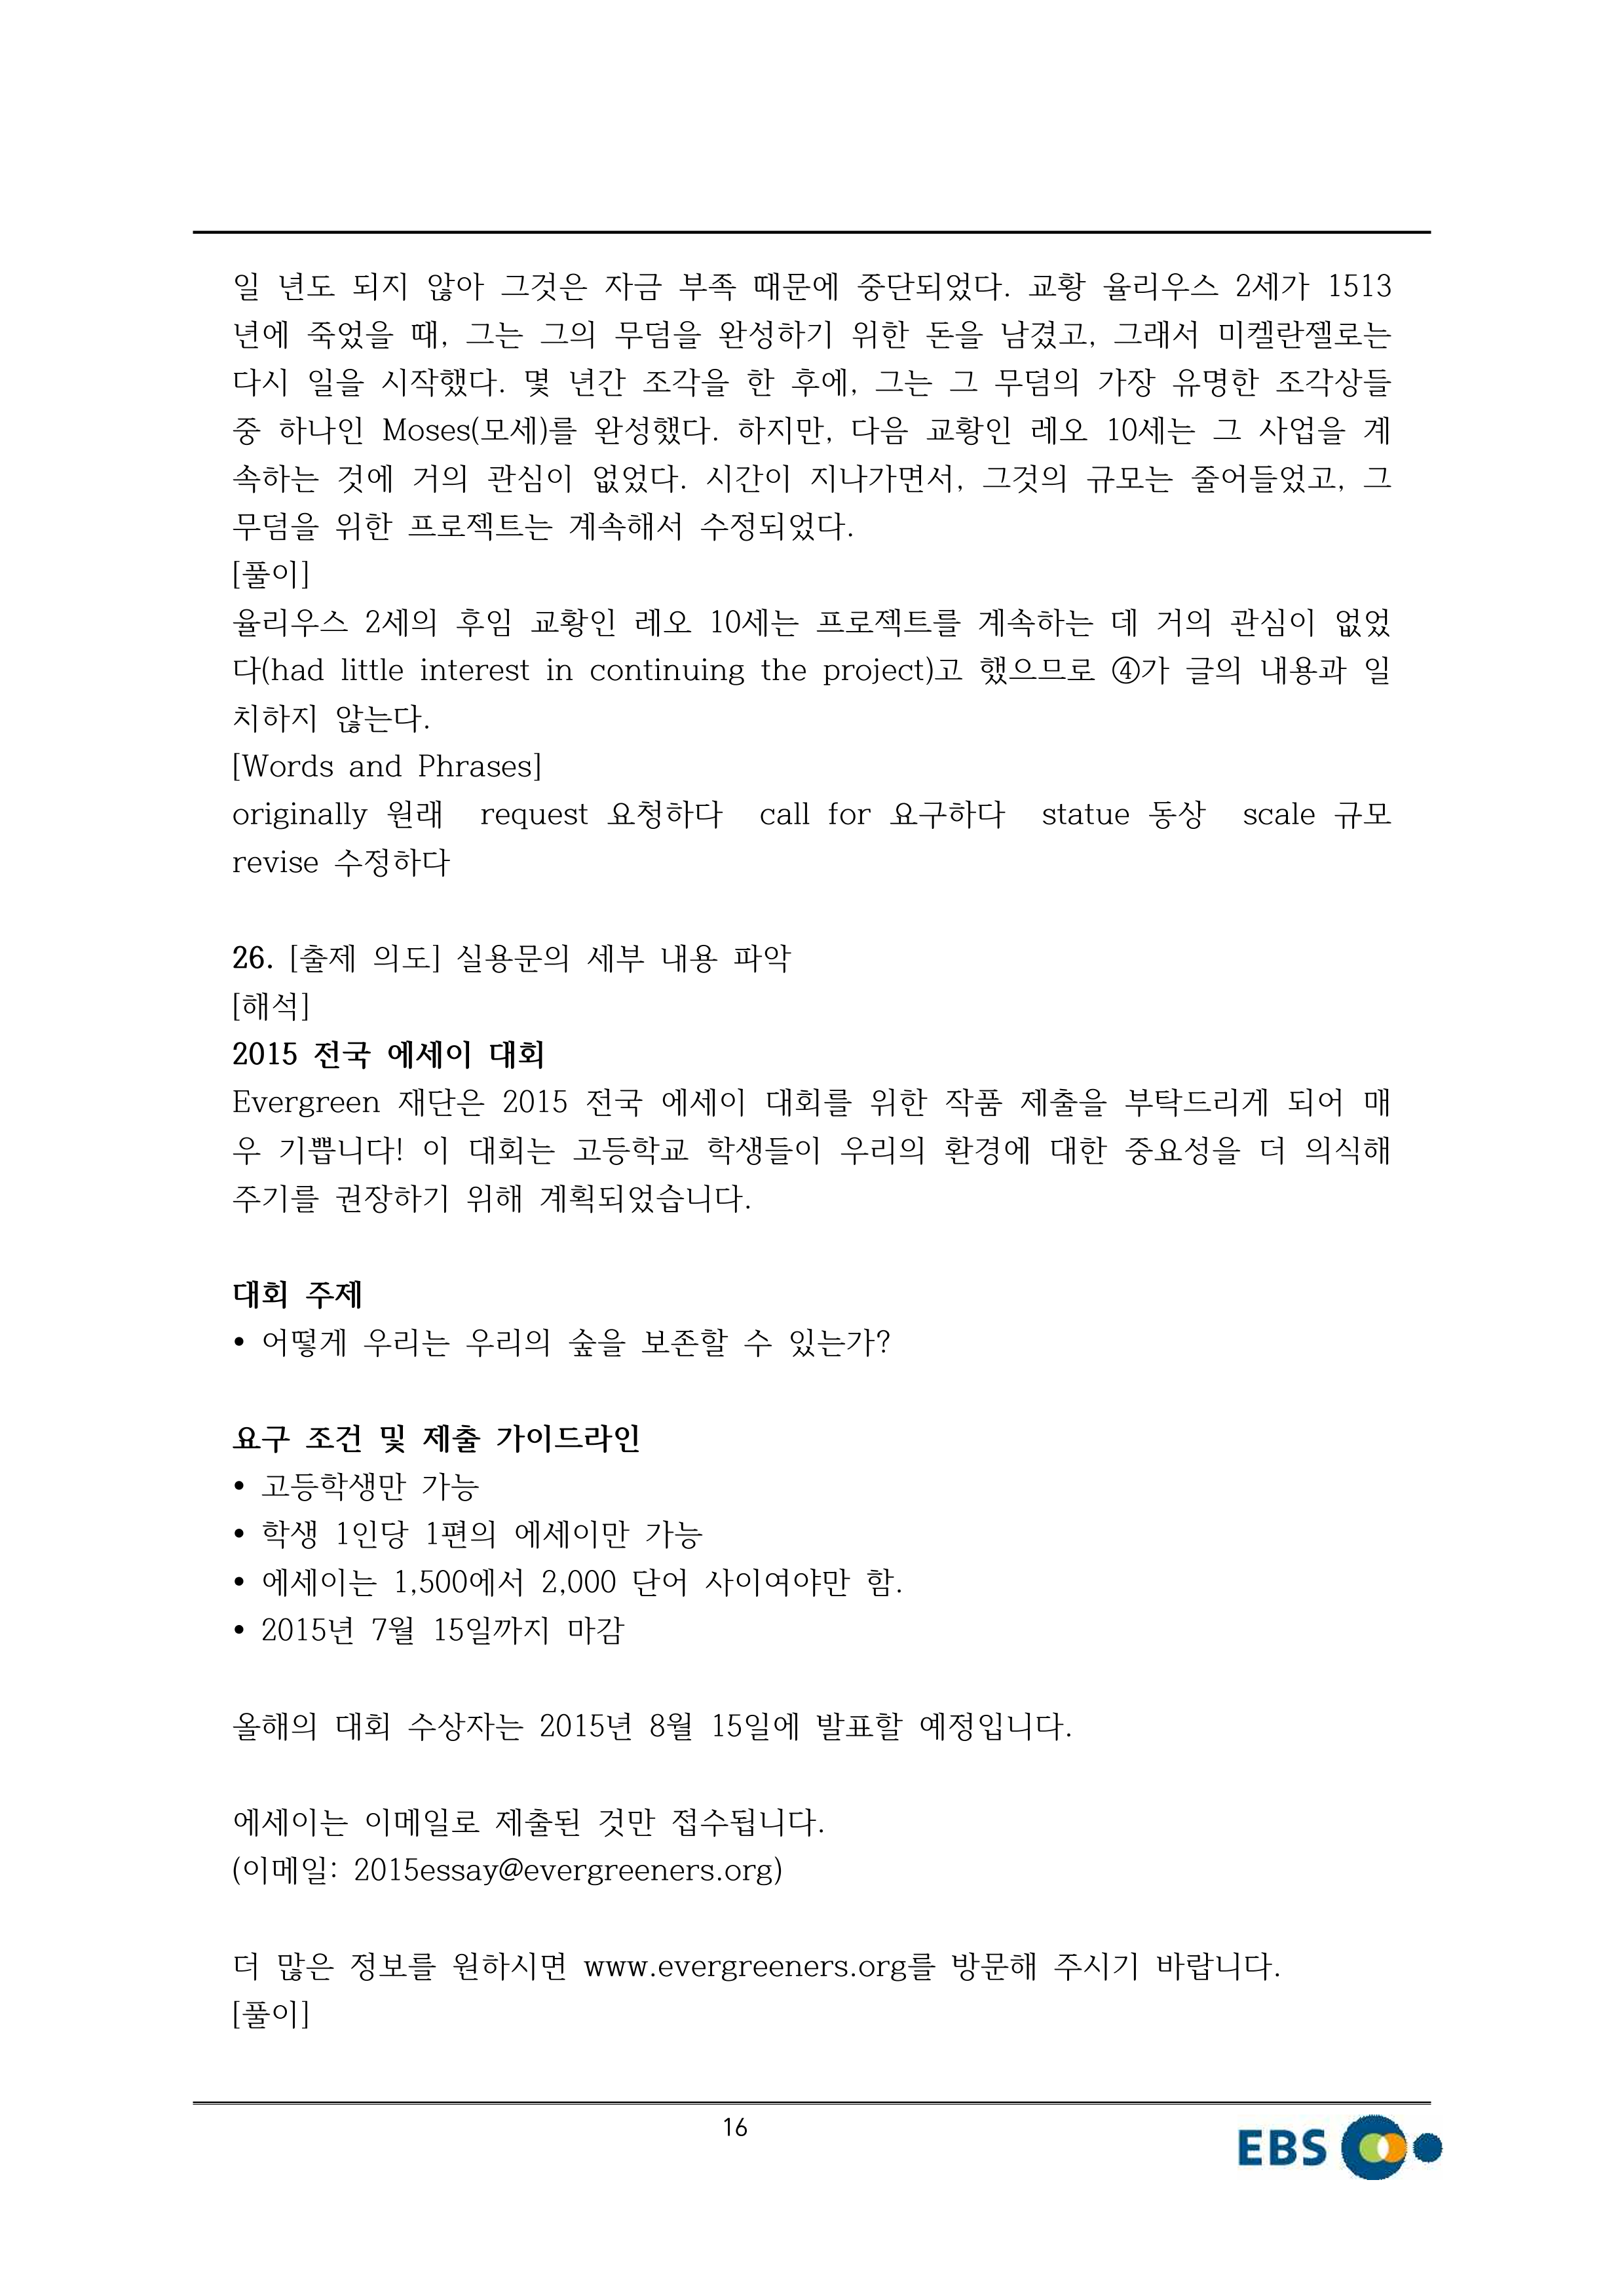 일 년도 되지 않아 그것은 자금 부족 때문에 중단되었다. 교황 율리우스 2세가 1513
년에 죽었을 때, 그는 그의 무덤을 완성하기 위한 돈을 남겼고, 그래서 미켈란젤로는
다시 일을 시작했다. 몇 년간 조각을 한 후에, 그는 그 무덤의 가장 유명한 조각상들
중 하나인 Moses(모세)를 완성했다. 하지만, 다음 교황인 레오 10세는 그 사업을 계
속하는 것에 거의 관심이 없었다. 시간이 지나가면서, 그것의 규모는 줄어들었고, 그
무덤을 위한 프로젝트는 계속해서 수정되었다.
[풀이]
율리우스 2세의 후임 교황인 레오 10세는 프로젝트를 계속하는 데 거의 관심이 없었
다(had little interest in continuing the project)고 했으므로 ④가 글의 내용과 일
치하지 않는다.
[Words and Phrases]
originally 원래 request 요청하다 call for 요구하다 statue 동상 scale 규모
revise 수정하다
26. [출제 의도] 실용문의 세부 내용 파악
[해석]
2015 전국 에세이 대회
Evergreen 재단은 2015 전국 에세이 대회를 위한 작품 제출을 부탁드리게 되어 매
우 기쁩니다! 이 대회는 고등학교 학생들이 우리의 환경에 대한 중요성을 더 의식해
주기를 권장하기 위해 계획되었습니다.
대회 주제
• 어떻게 우리는 우리의 숲을 보존할 수 있는가?
요구 조건 및 제출 가이드라인
• 고등학생만 가능
• 학생 1인당 1편의 에세이만 가능
• 에세이는 1,500에서 2,000 단어 사이여야만 함.
• 2015년 7월 15일까지 마감
올해의 대회 수상자는 2015년 8월 15일에 발표할 예정입니다.
에세이는 이메일로 제출된 것만 접수됩니다.
(이메일: 2015essay@evergreeners.org)
더 많은 정보를 원하시면 www.evergreeners.org를 방문해 주시기 바랍니다.
[풀이]
16
EBS